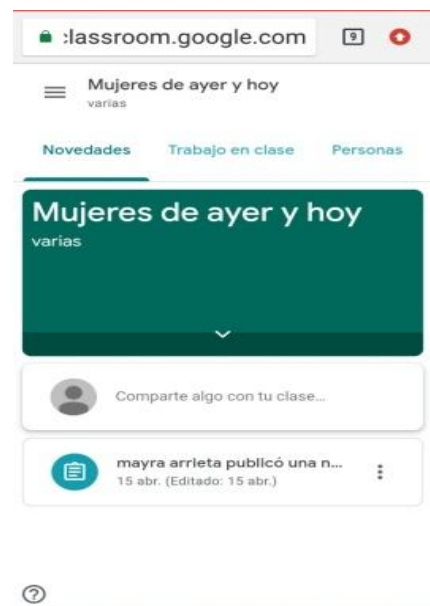 :lassroom.google.com 9
Mujeres de ayer y hoy
varias
Novedades Trabajo en clase Personas
Mujeres de ayer y hoy
varias
Comparte algo con tu clase...
mayra arrieta publicó una n...
15 abr. (Editado: 15 abr.)